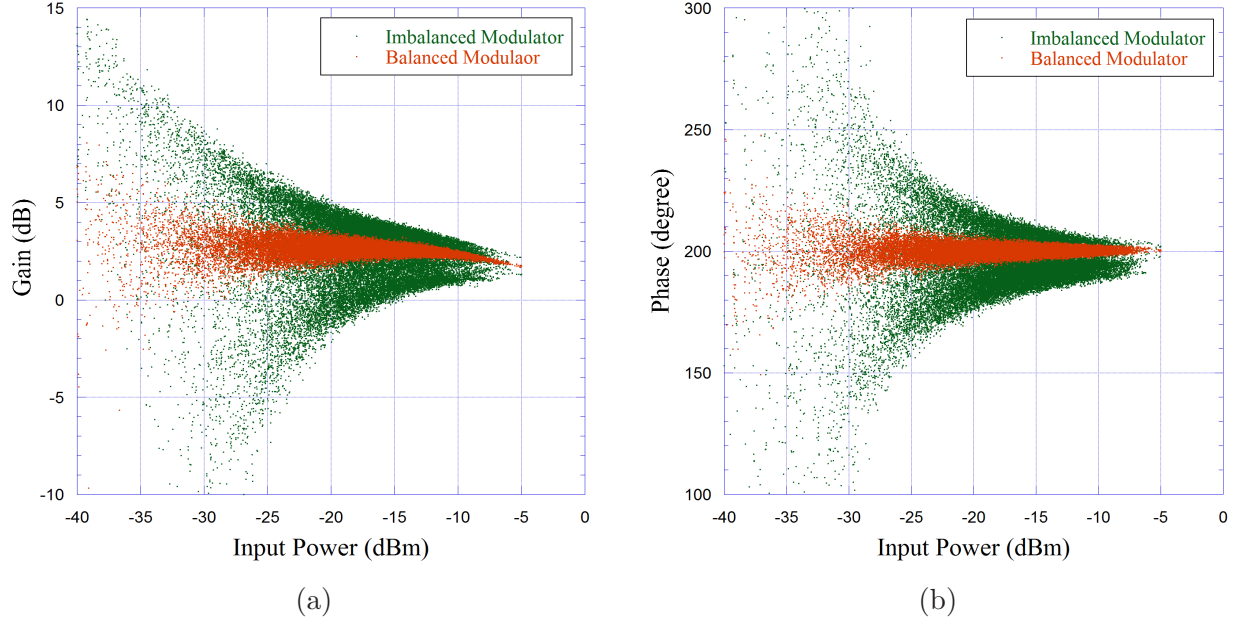 Imbalanced Modulator
Balanced Modulaor
15
10
5
0
-5
-10
Gain (dB)
-40 -35 -30 -25 -20 -15 -10 -5 0
Input Power (dBm)
(a)
Imbalanced Modulator
Balanced Modulator
300
250
200
150
100
Phase (degree)
-40 -35 -30 -25 -20 -15 -10 -5 0
Input Power (dBm)
(b)